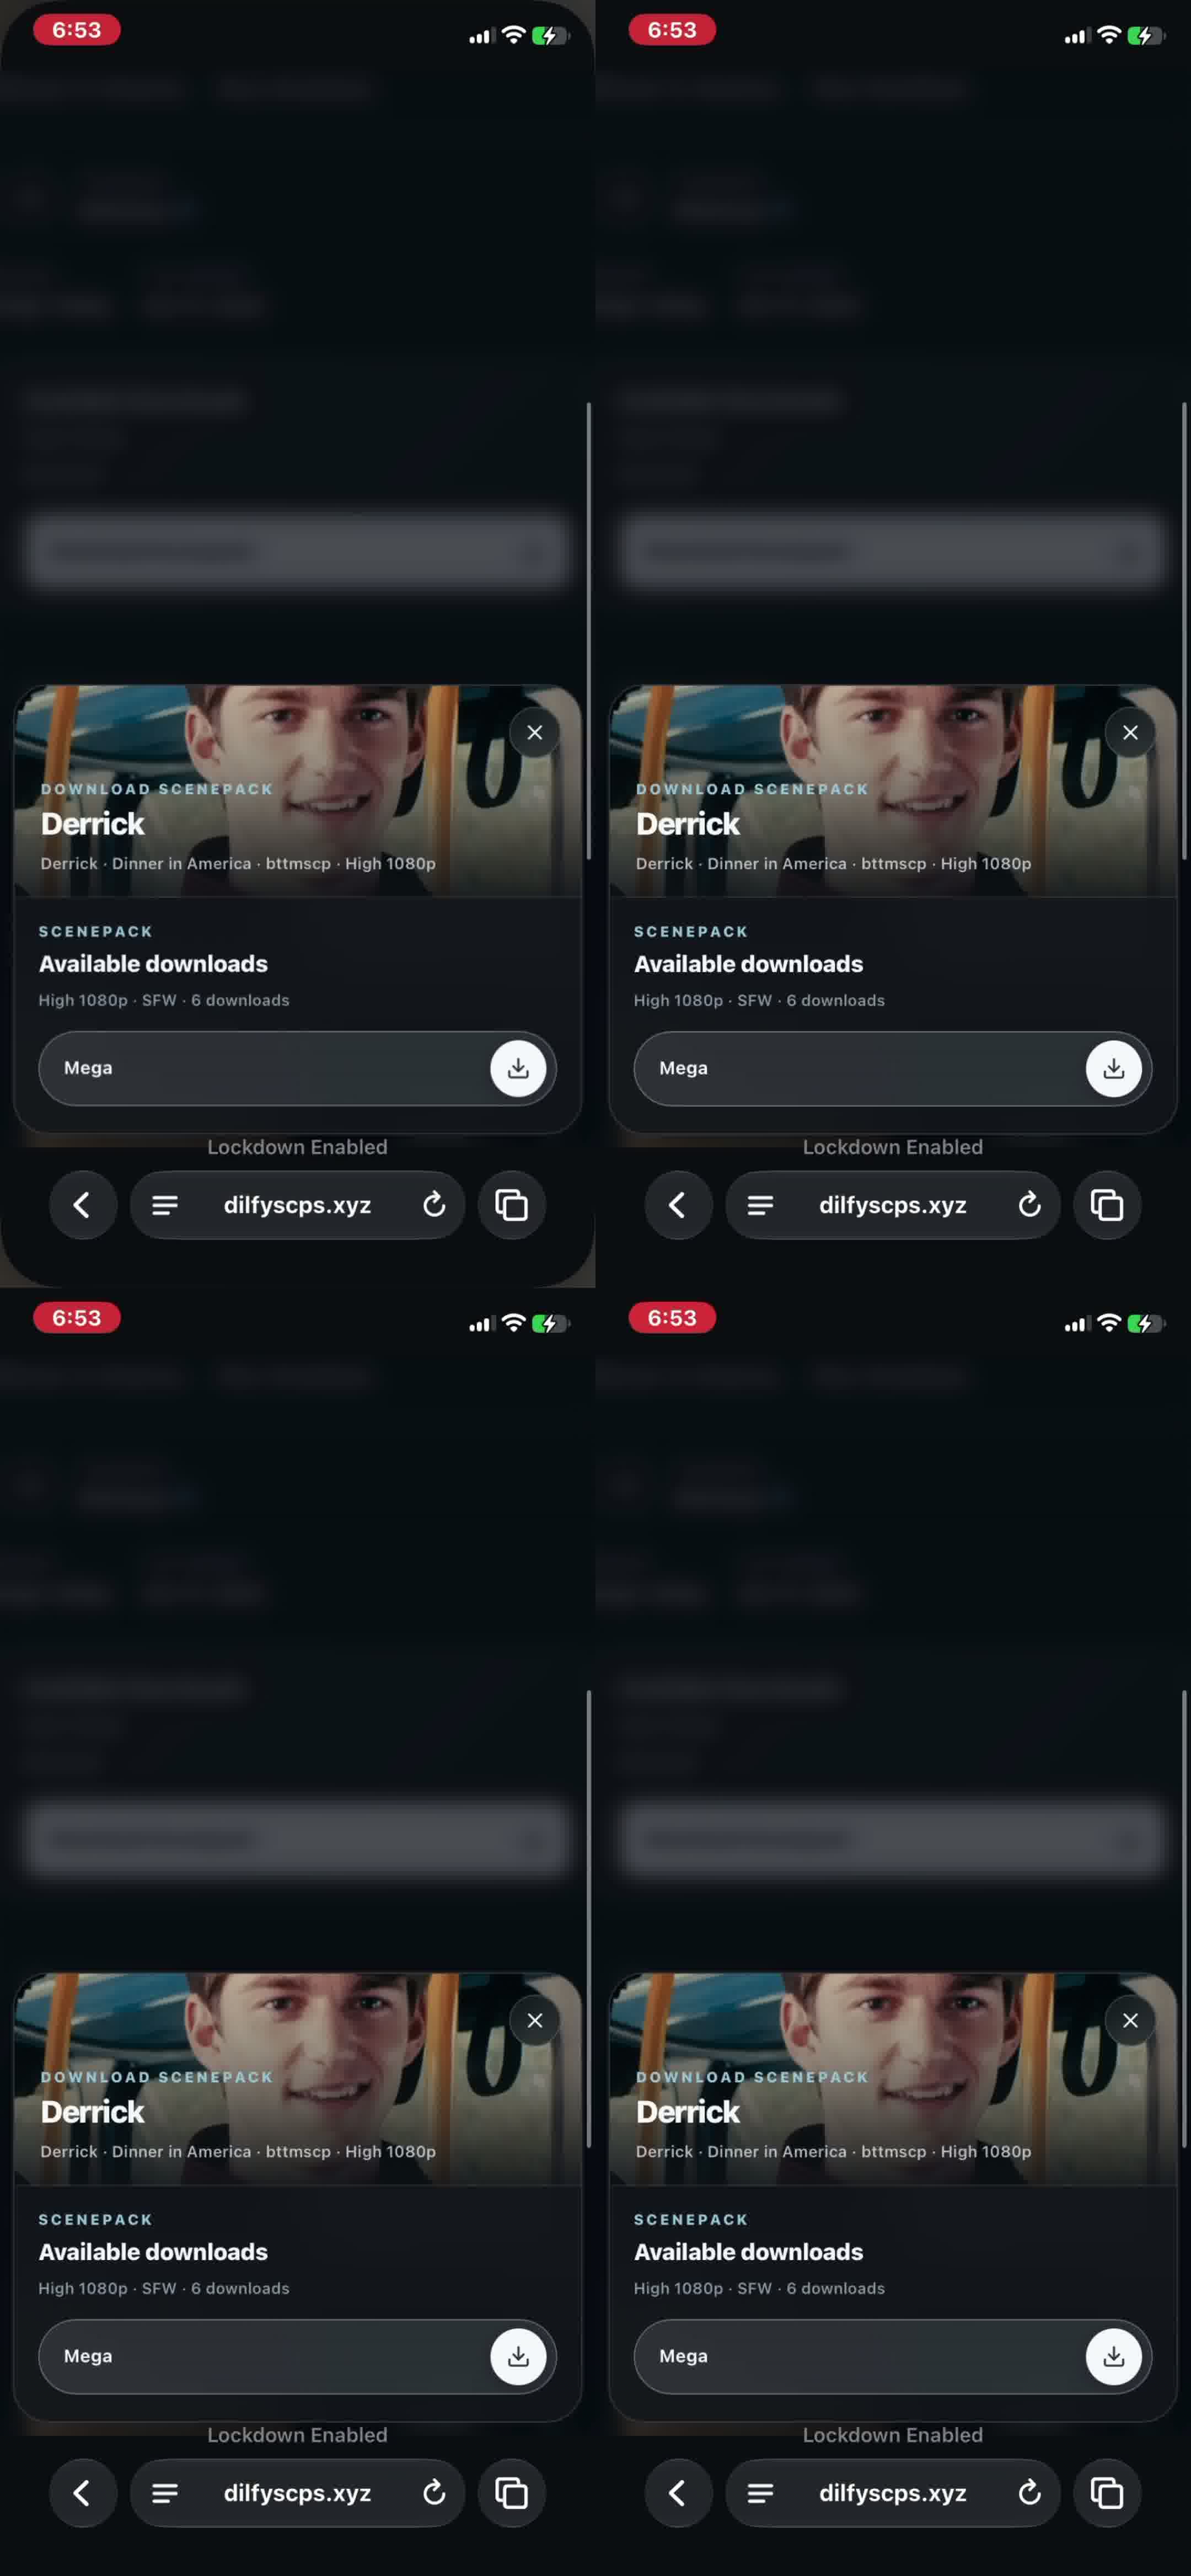 6:53
DOWNLOAD SCENEPACK
Derrick
Derrick · Dinner in America · bttmscp · High 1080p
SCENEPACK
Available downloads
High 1080p · SFW · 6 downloads
Mega
Lockdown Enabled
dilfyscps.xyz
6:53
DOWNLOAD SCENEPACK
Derrick
Derrick · Dinner in America · bttmscp · High 1080p
SCENEPACK
Available downloads
High 1080p · SFW · 6 downloads
Mega
Lockdown Enabled
dilfyscps.xyz
6:53
DOWNLOAD SCENEPACK
Derrick
Derrick · Dinner in America · bttmscp · High 1080p
SCENEPACK
Available downloads
High 1080p · SFW · 6 downloads
Mega
Lockdown Enabled
dilfyscps.xyz
6:53
DOWNLOAD SCENEPACK
Derrick
Derrick · Dinner in America · bttmscp · High 1080p
SCENEPACK
Available downloads
High 1080p · SFW · 6 downloads
Mega
Lockdown Enabled
dilfyscps.xyz